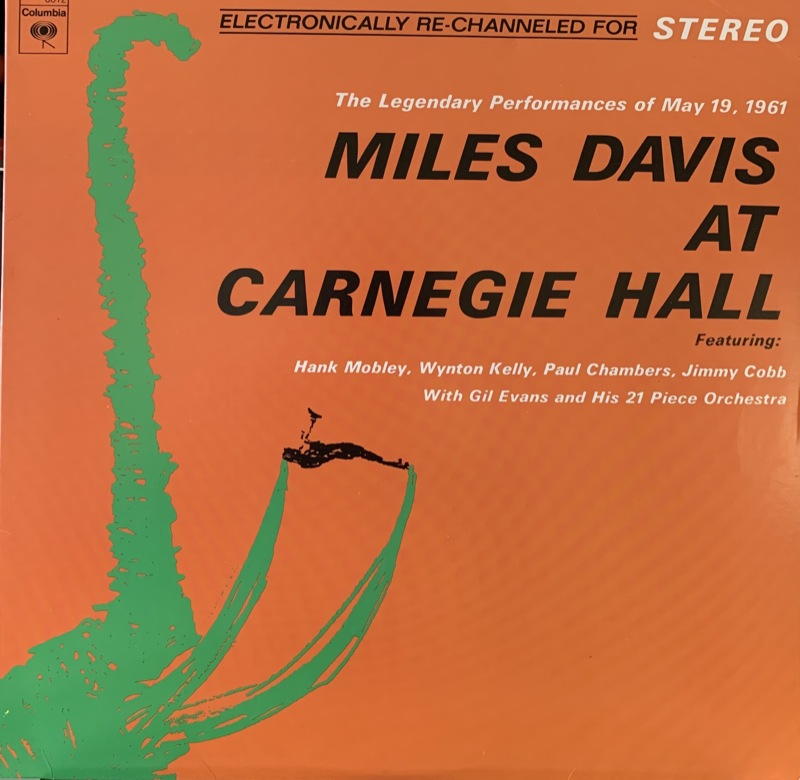 Columbia
ELECTRONICALLY RE-CHANNELED FOR STEREO
The Legendary Performances of May 19, 1961
MILES DAVIS
AT
CARNEGIE HALL
Featuring:
Hank Mobley, Wynton Kelly, Paul Chambers, Jimmy Cobb
With Gil Evans and His 21 Piece Orchestra